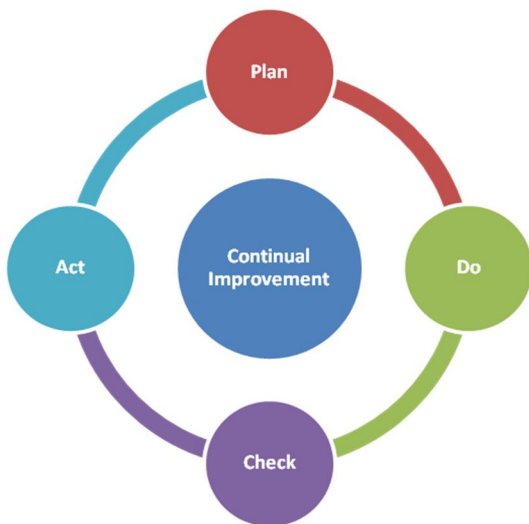 Plan
Do
Check
Act
Continual
Improvement